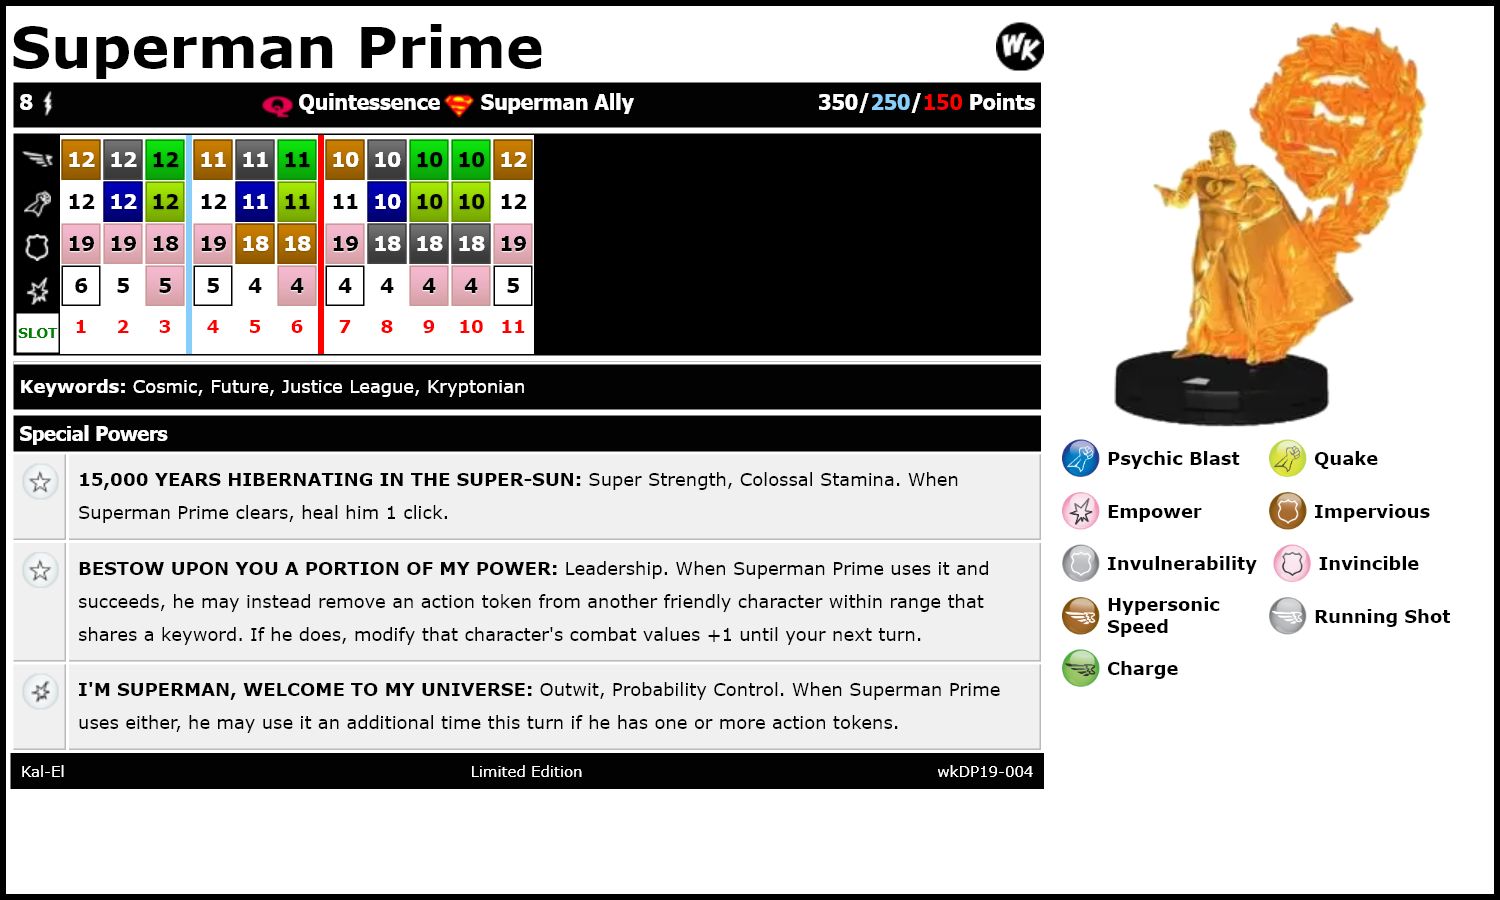 Superman Prime
WK
8 Quintessence Superman Ally 350/250/150 Points
12 12 12 11 11 11 10 10 10 10 12
12 12 12 12 11 11 11 10 10 10 12
19 19 18 19 18 18 19 18 18 18 19
6 5 5 5 4 4 4 4 4 4 5
SLOT 1 2 3 4 5 6 7 8 9 10 11
Keywords: Cosmic, Future, Justice League, Kryptonian
Special Powers
15,000 YEARS HIBERNATING IN THE SUPER-SUN: Super Strength, Colossal Stamina. When
Superman Prime clears, heal him 1 click.
BESTOW UPON YOU A PORTION OF MY POWER: Leadership. When Superman Prime uses it and
succeeds, he may instead remove an action token from another friendly character within range that
shares a keyword. If he does, modify that character's combat values +1 until your next turn.
I'M SUPERMAN, WELCOME TO MY UNIVERSE: Outwit, Probability Control. When Superman Prime
uses either, he may use it an additional time this turn if he has one or more action tokens.
Kal-El Limited Edition wkDP19-004
Psychic Blast Quake
Empower Impervious
Invulnerability Invincible
Hypersonic
Speed Running Shot
Charge